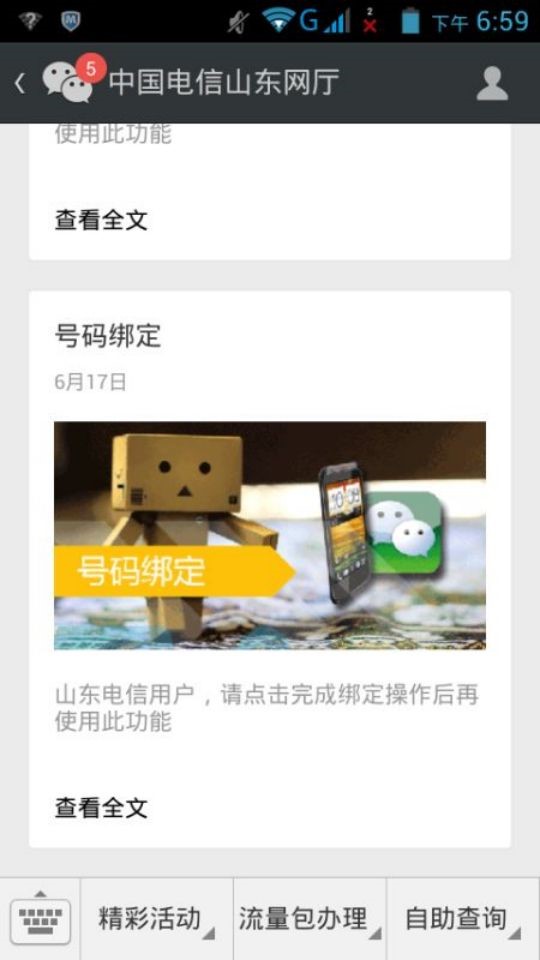 G
2
下午 6:59
5
中国电信山东网厅
使用此功能
查看全文
号码绑定
6月17日
号码绑定
山东电信用户，请点击完成绑定操作后再
使用此功能
查看全文
精彩活动
流量包办理
自助查询